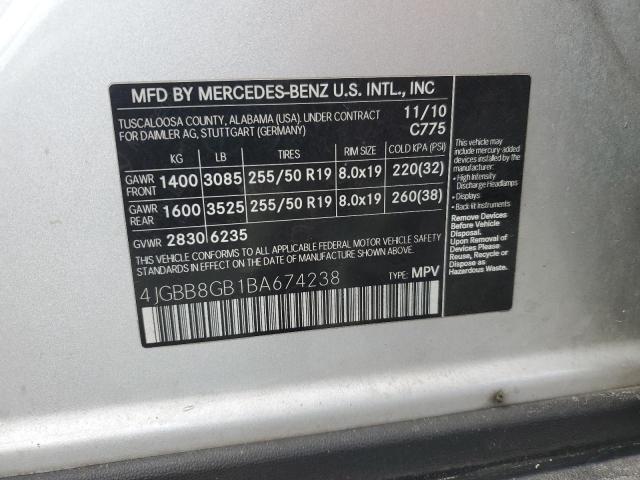 MFD BY MERCEDES-BENZ U.S. INTL., INC
TUSCALOOSA COUNTY, ALABAMA (USA). UNDER CONTRACT 11/10
FOR DAIMLER AG, STUTTGART (GERMANY) C775
KG LB TIRES RIM SIZE COLD KPA (PSI)
GAWR FRONT 1400 3085 255/50 R19 8.0x19 220(32)
GAWR REAR 1600 3525 255/50 R19 8.0x19 260(38)
GVWR 2830 6235
THIS VEHICLE CONFORMS TO ALL APPLICABLE FEDERAL MOTOR VEHICLE SAFETY
STANDARDS IN EFFECT ON THE DATE OF MANUFACTURE SHOWN ABOVE
4JGBB8GB1BA674238 TYPE: MPV
This vehicle may
include mercury-added
devices installed by the
manufacturer:
• High Intensity
Discharge Headlamps
• Displays
• Back-lit Instruments
Remove Devices
Before Vehicle
Disposal.
Upon Removal of
Devices Please
Reuse, Recycle or
Dispose as
Hazardous Waste.